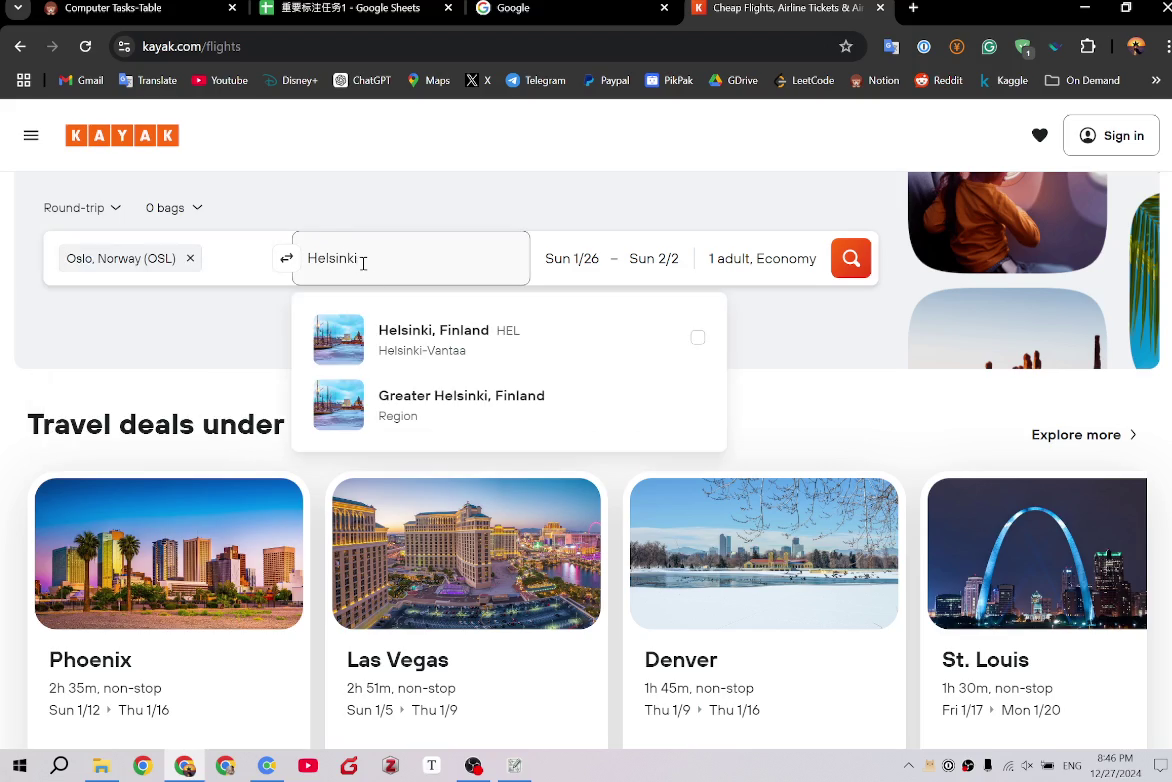 Computer Tasks-Table
重要标注任务1 - Google Sheets
Google
Cheap Flights, Airline Tickets & Air
kayak.com/flights
1
Gmail
Translate
Youtube
Disney+
ChatGPT
Maps
X
Telegram
Paypal
PikPak
GDrive
LeetCode
Notion
Reddit
Kaggle
On Demand
KAYAK
Sign in
Round-trip
0 bags
Oslo, Norway (OSL)
Helsinki
Sun 1/26 – Sun 2/2
1 adult, Economy
Helsinki, Finland HEL
Helsinki-Vantaa
Greater Helsinki, Finland
Region
Travel deals under
Explore more
Phoenix
2h 35m, non-stop
Sun 1/12 Thu 1/16
Las Vegas
2h 51m, non-stop
Sun 1/5 Thu 1/9
Denver
1h 45m, non-stop
Thu 1/9 Thu 1/16
St. Louis
1h 30m, non-stop
Fri 1/17 Mon 1/20
ENG
8:46 PM
12/27/2024